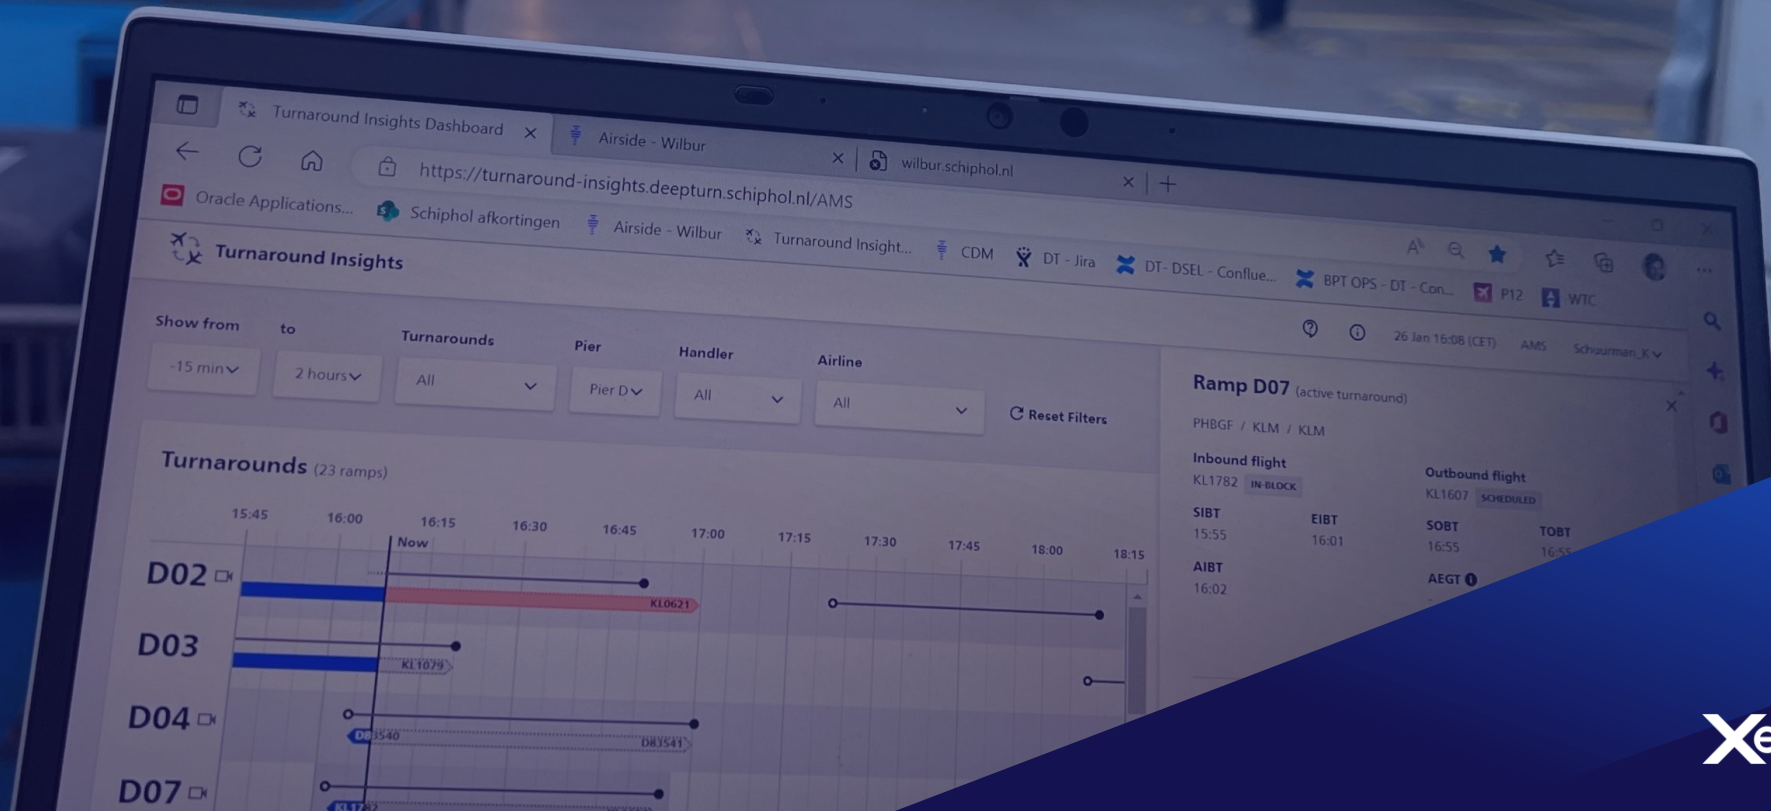 Turnaround Insights Dashboard
Airside - Wilbur
wilbur.schiphol.nl
https://turnaround-insights.deepturn.schiphol.nl/AMS
Oracle Applications...
Schiphol afkortingen
Airside - Wilbur
Turnaround Insight...
CDM
DT - Jira
DT- DSEL - Conflue...
BPT OPS - DT - Con...
P12
WTC
Turnaround Insights
26 Jan 16:08 (CET) AMS Schuurman_K
Show from to Turnarounds Pier Handler Airline
-15 min 2 hours All Pier D All All Reset Filters
Turnarounds (23 ramps)
15:45 16:00 16:15 16:30 16:45 17:00 17:15 17:30 17:45 18:00 18:15
Now
D02
KL0621
D03
KL1079
D04
D83540 D83541
D07
KL1782
Ramp D07 (active turnaround)
PHBGF / KLM / KLM
Inbound flight Outbound flight
KL1782 IN-BLOCK KL1607 SCHEDULED
SIBT EIBT SOBT TOBT
15:55 16:01 16:55 16:55
AIBT AEGT
16:02
Xe